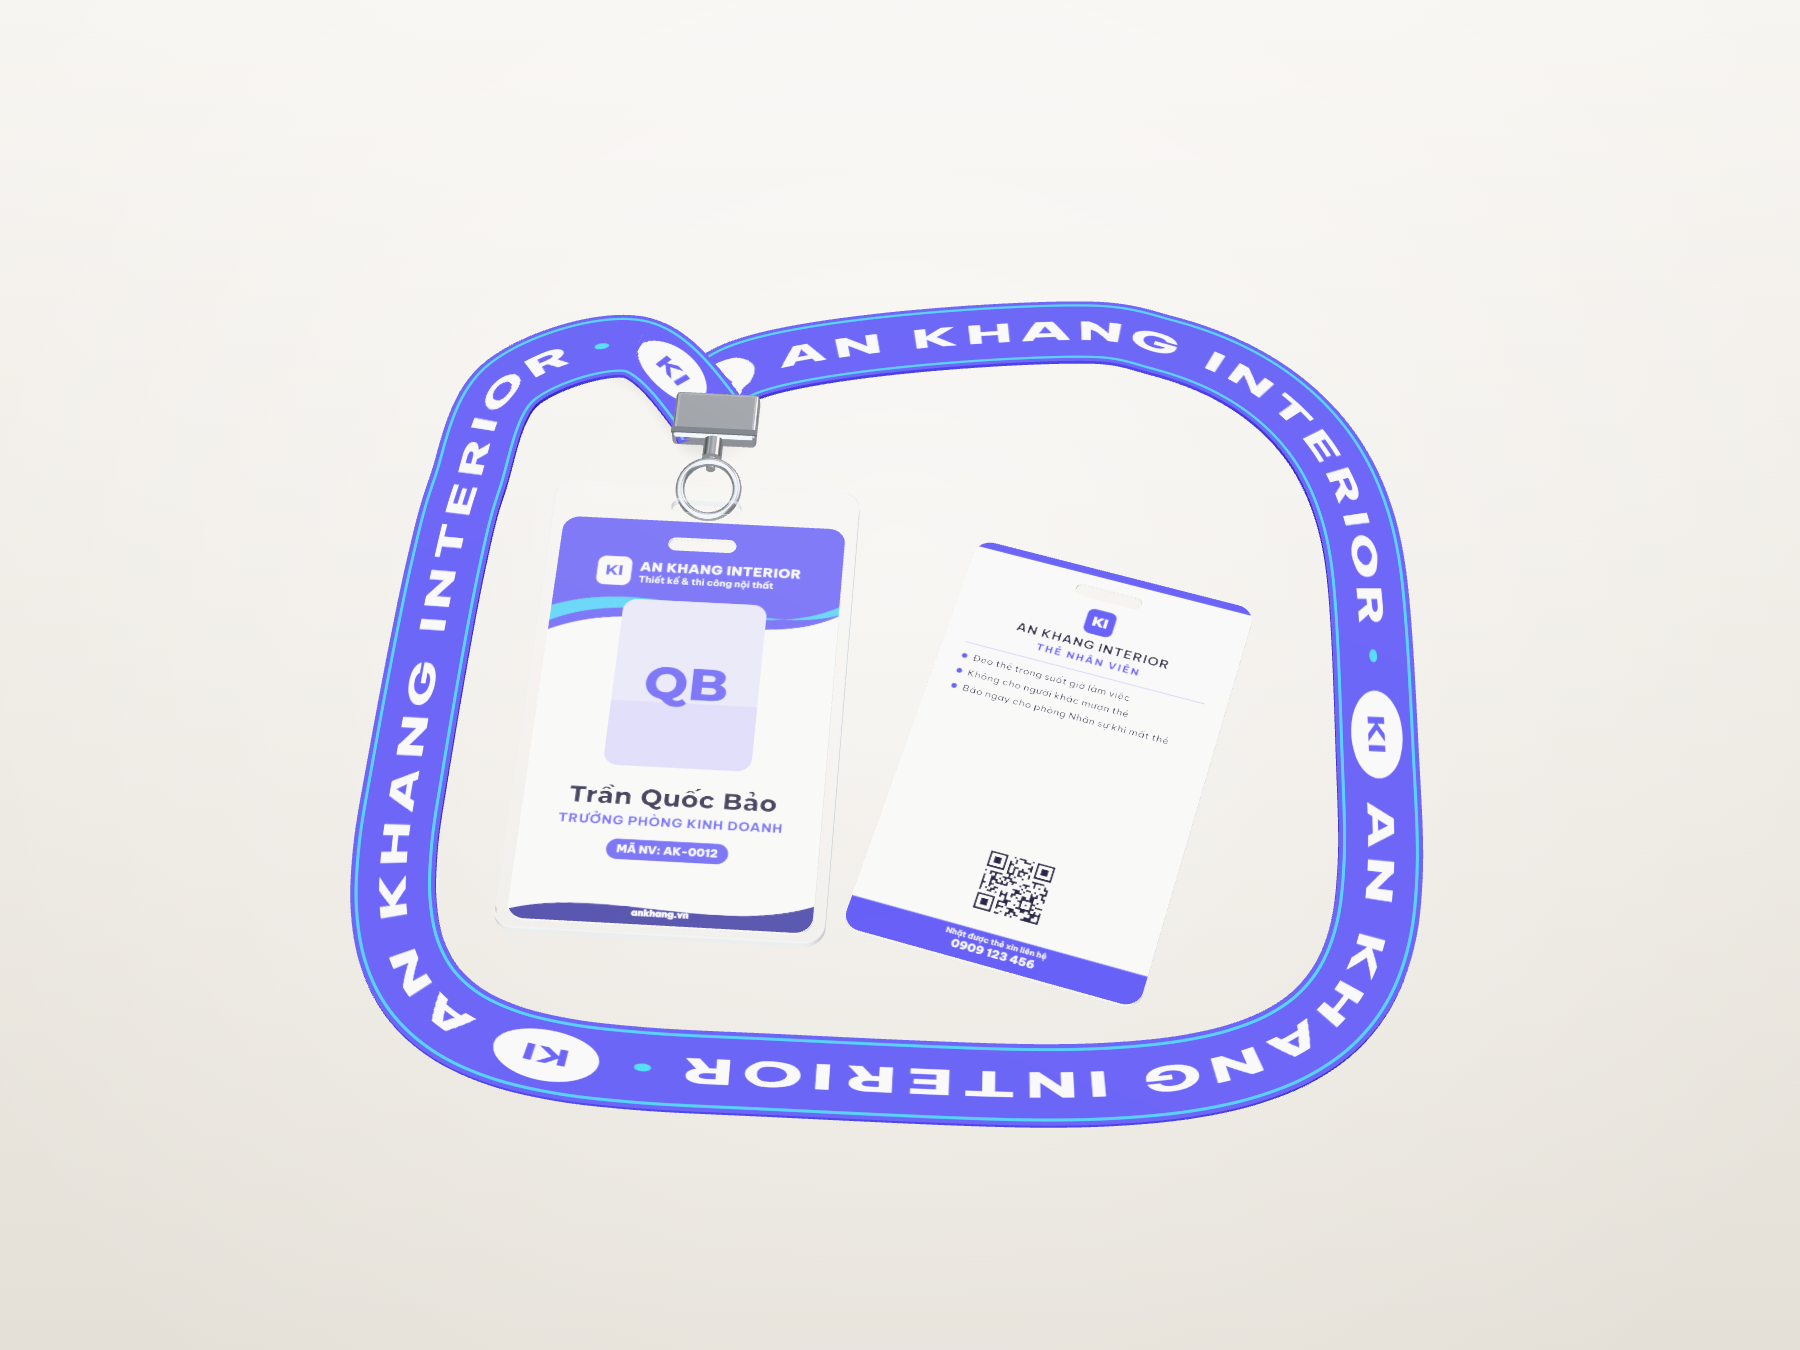 INTERIOR • KI
AN KHANG
AN KHANG INTERIOR •
KI AN KHANG INTERIOR •
KI
KI
AN KHANG INTERIOR
Thiết kế & thi công nội thất
QB
Trần Quốc Bảo
TRƯỞNG PHÒNG KINH DOANH
MÃ NV: AK-0012
ankhang.vn
KI
AN KHANG INTERIOR
THẺ NHÂN VIÊN
• Đeo thẻ trong suốt giờ làm việc
• Không cho người khác mượn thẻ
• Báo ngay cho phòng Nhân sự khi mất thẻ
Nhặt được thẻ xin liên hệ
0909 123 456